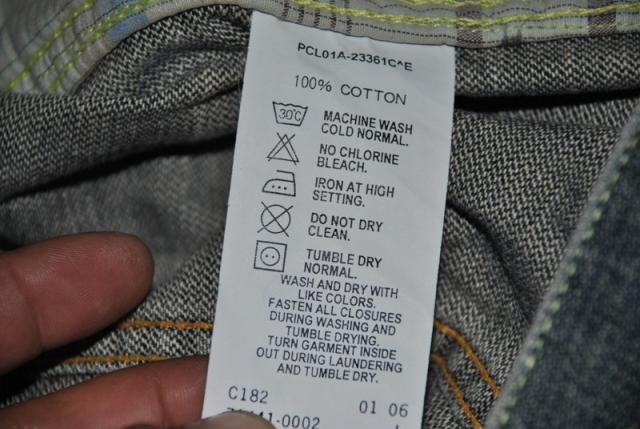 PCL01A-23361C^E
100% COTTON
30°C
MACHINE WASH
COLD NORMAL.
NO CHLORINE
BLEACH.
IRON AT HIGH
SETTING.
DO NOT DRY
CLEAN.
TUMBLE DRY
NORMAL.
WASH AND DRY WITH
LIKE COLORS.
FASTEN ALL CLOSURES
DURING WASHING AND
TUMBLE DRYING.
TURN GARMENT INSIDE
OUT DURING LAUNDERING
AND TUMBLE DRY.
C182 01 06